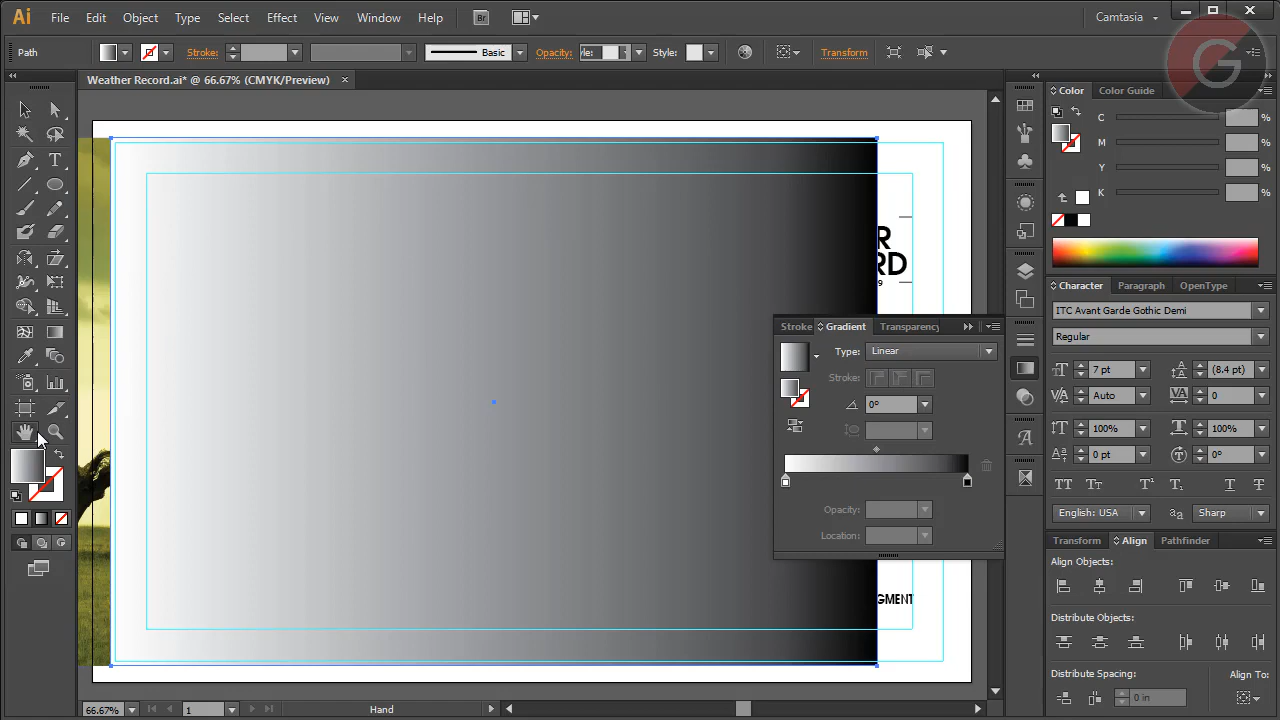 Ai File Edit Object Type Select Effect View Window Help Br Camtasia
Path Stroke: Basic Opacity: Style: Transform
Weather Record.ai* @ 66.67% (CMYK/Preview)
Color Color Guide
C %
M %
Y %
K %
R
RD
9
GMENT
Stroke Gradient Transparency
Type: Linear
Stroke:
0°
Opacity:
Location:
Character Paragraph OpenType
ITC Avant Garde Gothic Demi
Regular
7 pt (8.4 pt)
Auto 0
100% 100%
0 pt 0°
English: USA Sharp
Transform Align Pathfinder
Align Objects:
Distribute Objects:
Distribute Spacing: Align To:
0 in
66.67% 1 Hand